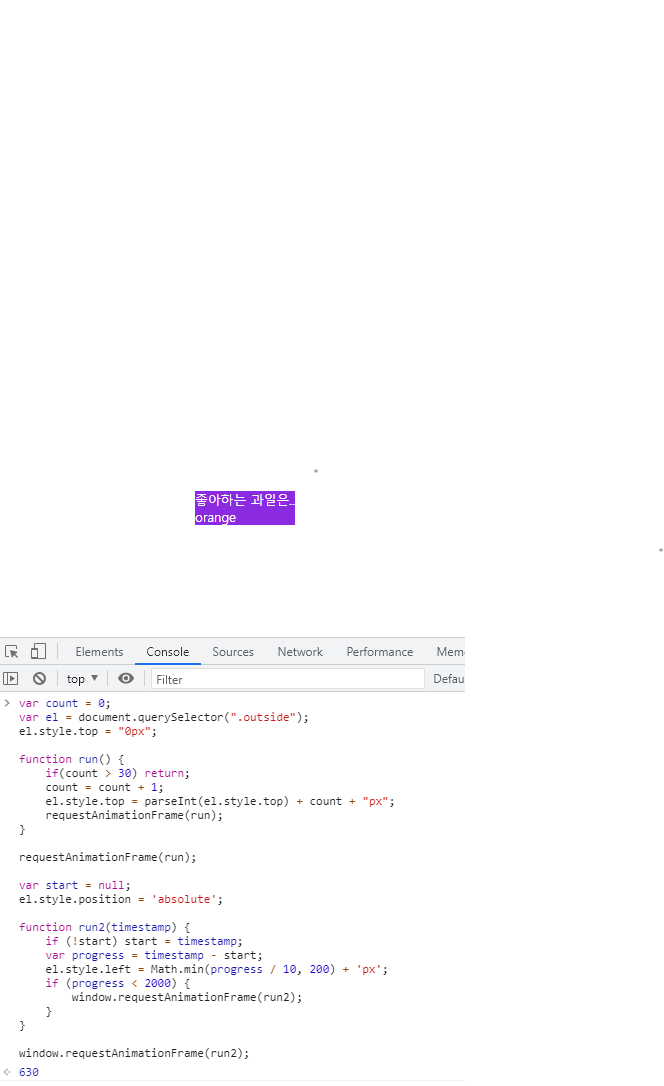 좋아하는 과일은..
orange
Elements Console Sources Network Performance Mem
top ▼ Filter Defau
> var count = 0;
var el = document.querySelector(".outside");
el.style.top = "0px";
function run() {
    if(count > 30) return;
    count = count + 1;
    el.style.top = parseInt(el.style.top) + count + "px";
    requestAnimationFrame(run);
}
requestAnimationFrame(run);
var start = null;
el.style.position = 'absolute';
function run2(timestamp) {
    if (!start) start = timestamp;
    var progress = timestamp - start;
    el.style.left = Math.min(progress / 10, 200) + 'px';
    if (progress < 2000) {
        window.requestAnimationFrame(run2);
    }
}
window.requestAnimationFrame(run2);
630